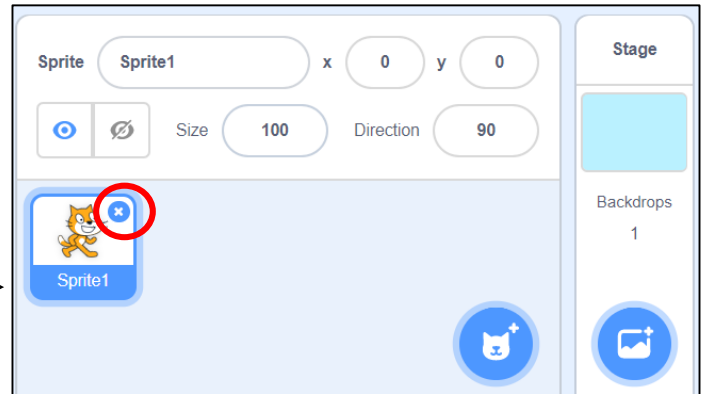 Sprite Sprite1 x 0 y 0
Size 100 Direction 90
Sprite1
Stage
Backdrops
1